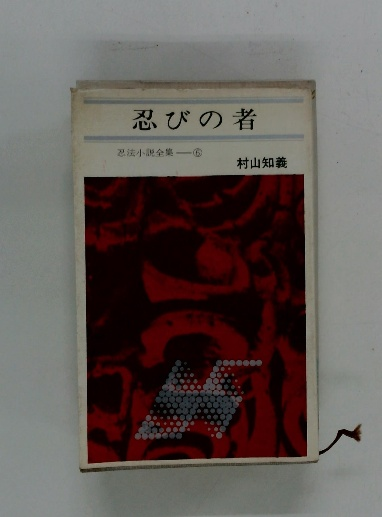 忍びの者
忍法小説全集—⑥
村山知義